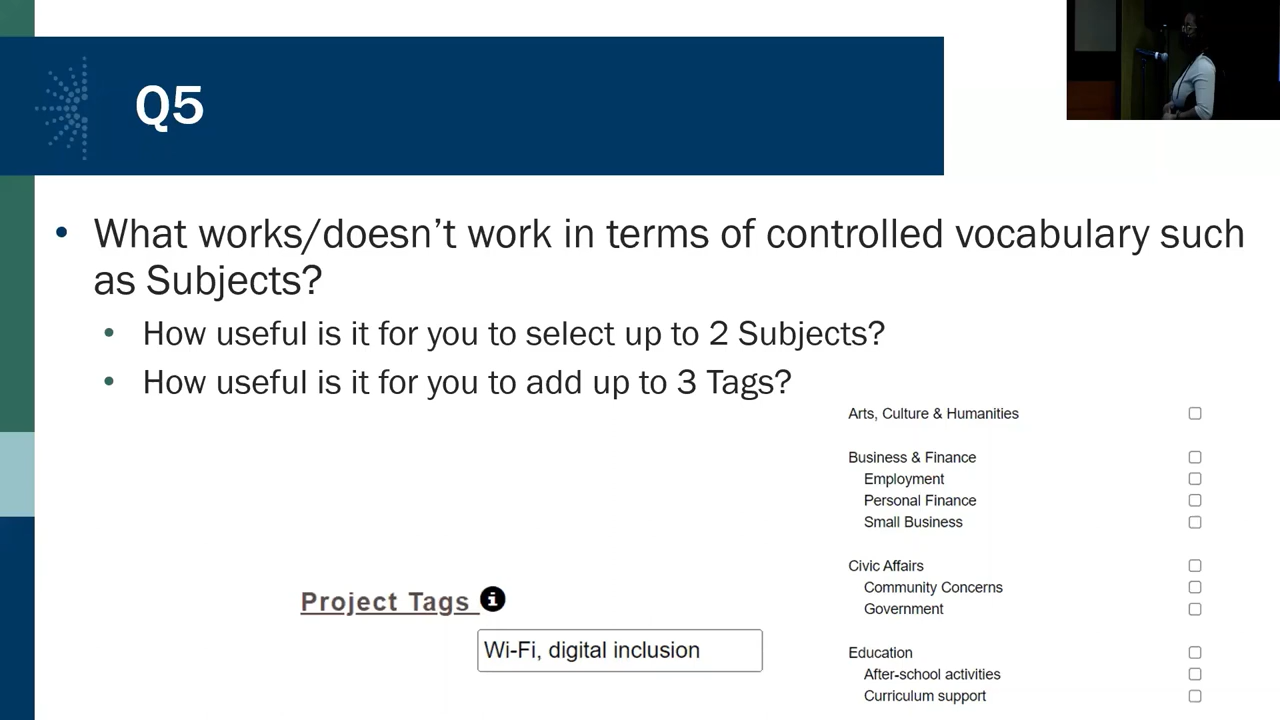 Q5
• What works/doesn’t work in terms of controlled vocabulary such
as Subjects?
• How useful is it for you to select up to 2 Subjects?
• How useful is it for you to add up to 3 Tags?
Arts, Culture & Humanities
Business & Finance
Employment
Personal Finance
Small Business
Civic Affairs
Community Concerns
Government
Education
After-school activities
Curriculum support
Project Tags
Wi-Fi, digital inclusion